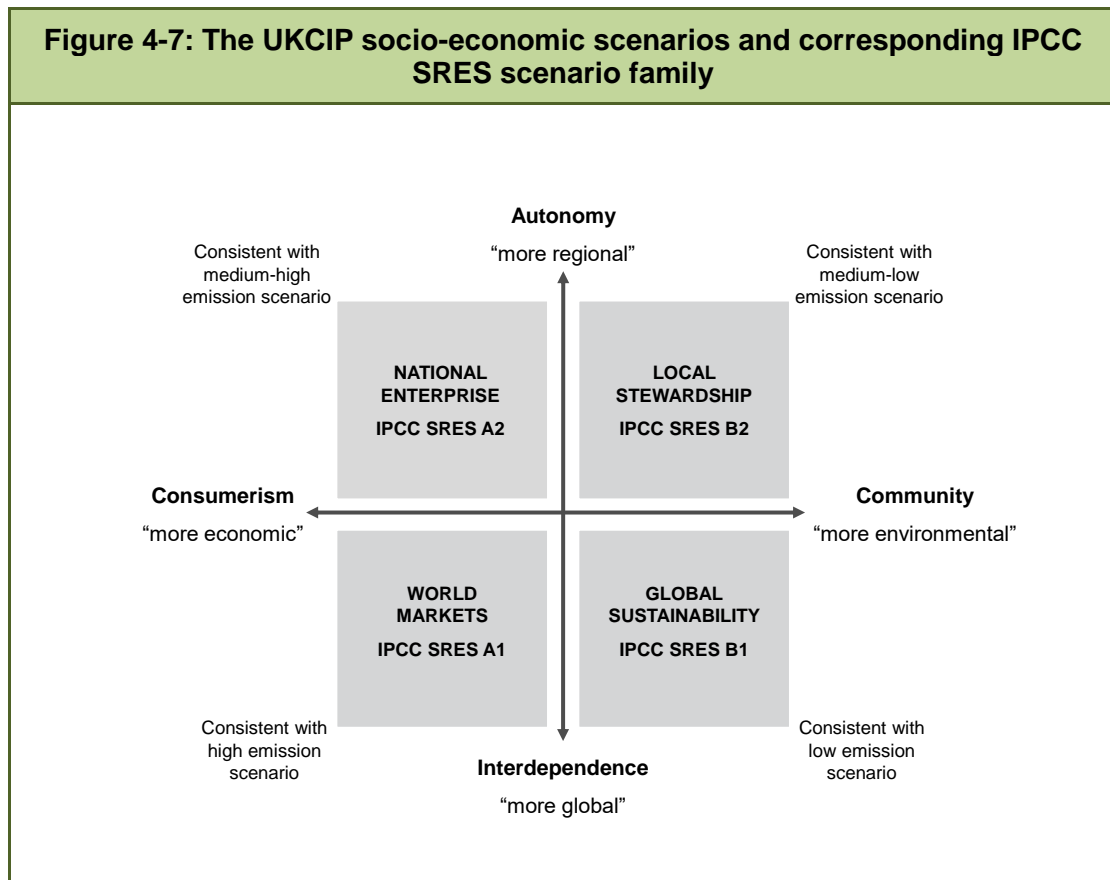 Figure 4-7: The UKCIP socio-economic scenarios and corresponding IPCC
SRES scenario family
Autonomy
“more regional”
Consistent with
medium-high
emission scenario
Consistent with
medium-low
emission scenario
NATIONAL
ENTERPRISE
IPCC SRES A2
LOCAL
STEWARDSHIP
IPCC SRES B2
Consumerism
“more economic”
Community
“more environmental”
WORLD
MARKETS
IPCC SRES A1
GLOBAL
SUSTAINABILITY
IPCC SRES B1
Consistent with
high emission
scenario
Consistent with
low emission
scenario
Interdependence
“more global”